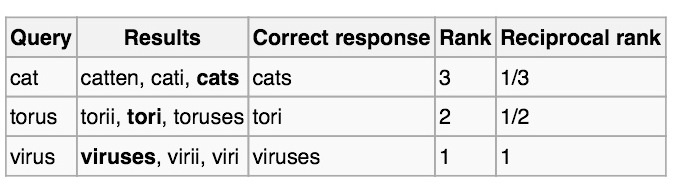 Query Results Correct response Rank Reciprocal rank
cat catten, cati, cats cats 3 1/3
torus torii, tori, toruses tori 2 1/2
virus viruses, virii, viri viruses 1 1